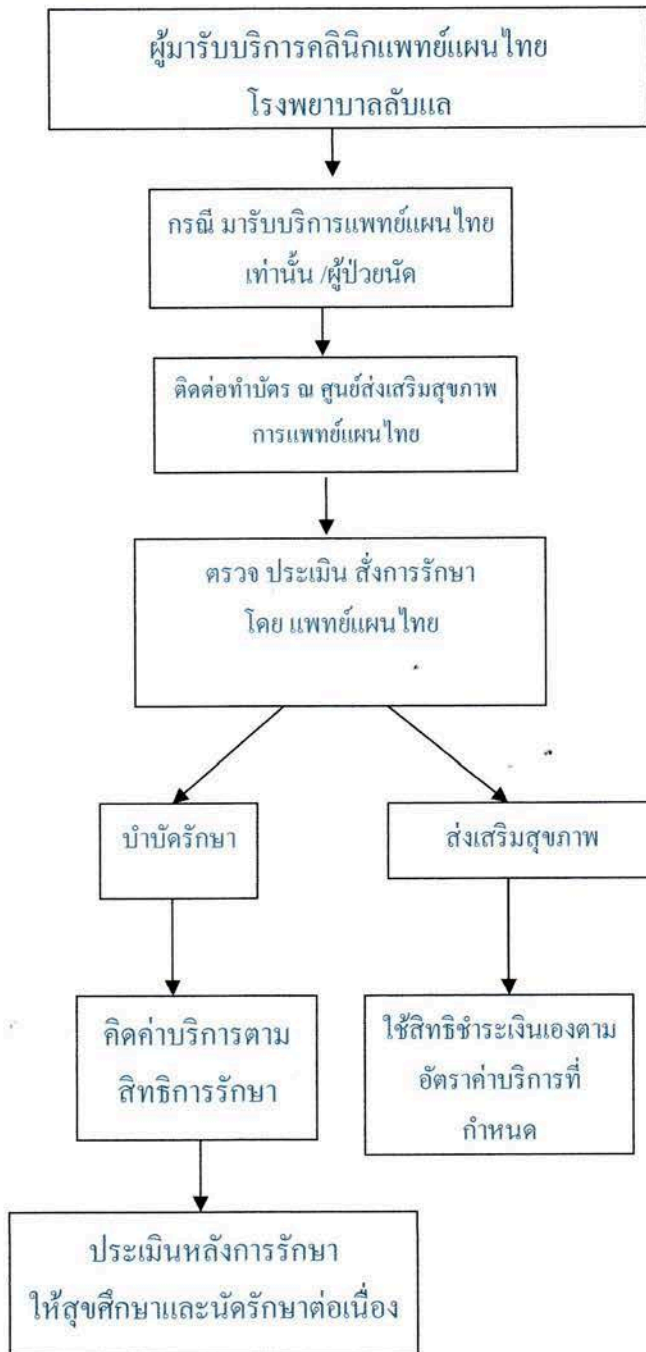 ผู้มารับบริการคลินิกแพทย์แผนไทย
โรงพยาบาลลับแล
กรณี มารับบริการแพทย์แผนไทย
เท่านั้น /ผู้ป่วยนัด
ติดต่อทำบัตร ณ ศูนย์ส่งเสริมสุขภาพ
การแพทย์แผนไทย
ตรวจ ประเมิน สั่งการรักษา
โดย แพทย์แผนไทย
บำบัดรักษา
ส่งเสริมสุขภาพ
คิดค่าบริการตาม
สิทธิการรักษา
ใช้สิทธิชำระเงินเองตาม
อัตราค่าบริการที่
กำหนด
ประเมินหลังการรักษา
ให้สุขศึกษาและนัดรักษาต่อเนื่อง